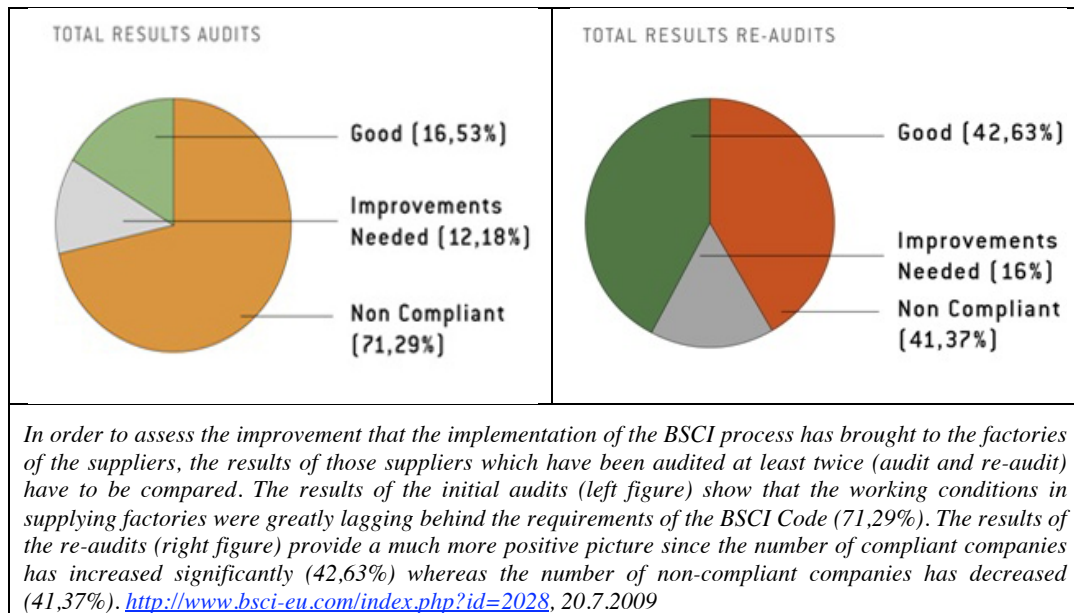 TOTAL RESULTS AUDITS
Good (16,53%)
Improvements
Needed (12,18%)
Non Compliant
(71,29%)
TOTAL RESULTS RE-AUDITS
Good (42,63%)
Improvements
Needed (16%)
Non Compliant
(41,37%)
In order to assess the improvement that the implementation of the BSCI process has brought to the factories
of the suppliers, the results of those suppliers which have been audited at least twice (audit and re-audit)
have to be compared. The results of the initial audits (left figure) show that the working conditions in
supplying factories were greatly lagging behind the requirements of the BSCI Code (71,29%). The results of
the re-audits (right figure) provide a much more positive picture since the number of compliant companies
has increased significantly (42,63%) whereas the number of non-compliant companies has decreased
(41,37%). http://www.bsci-eu.com/index.php?id=2028, 20.7.2009